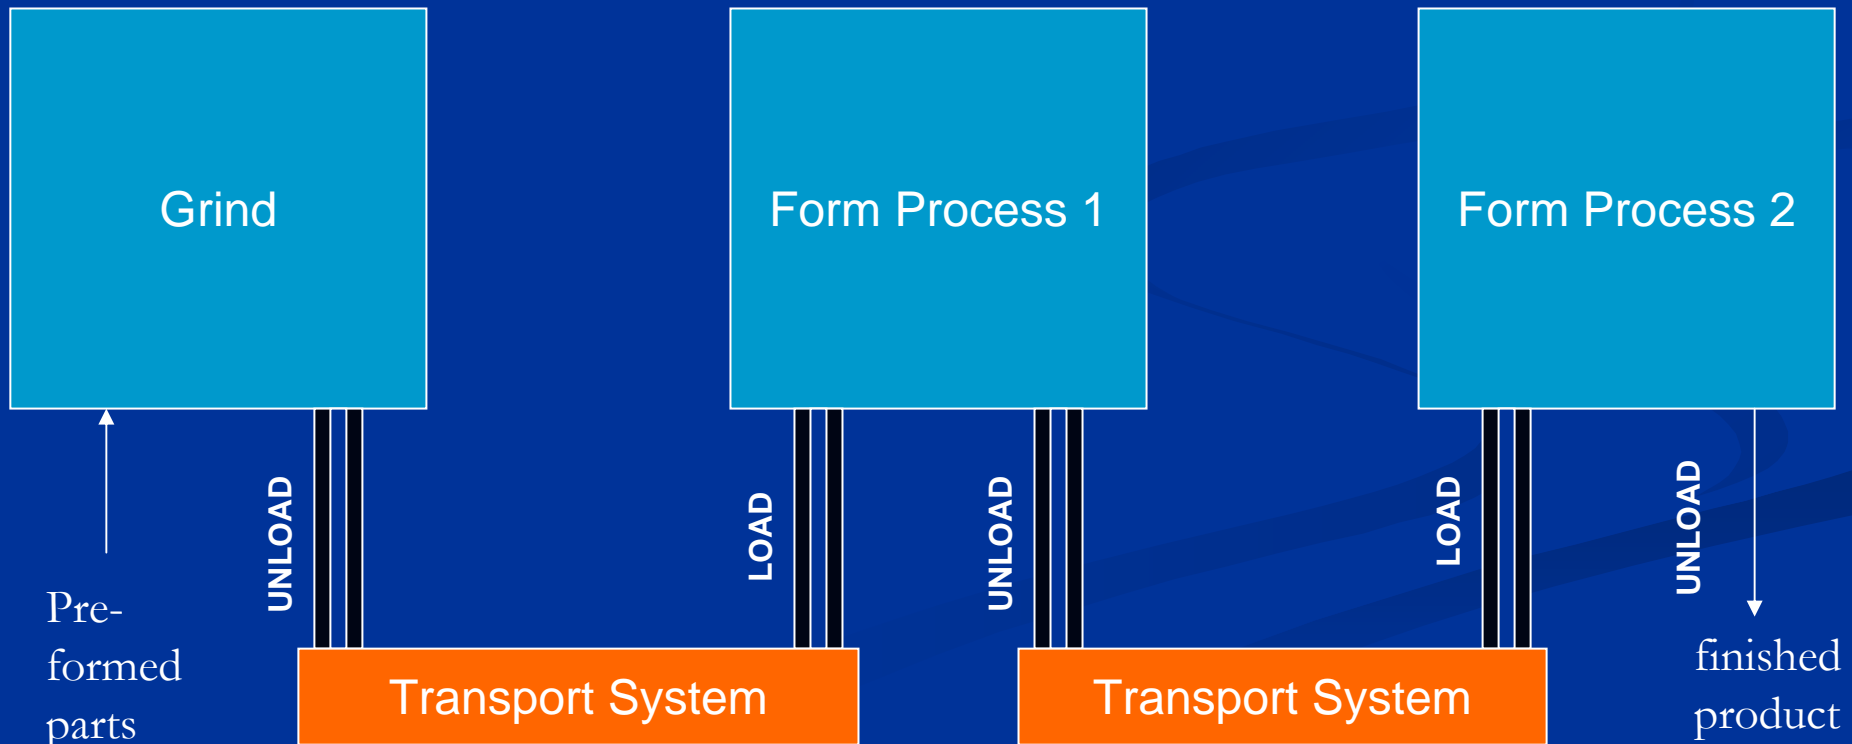 Grind
Form Process 1
Form Process 2
UNLOAD
LOAD
UNLOAD
LOAD
UNLOAD
Pre-
formed
parts
Transport System
Transport System
finished
product